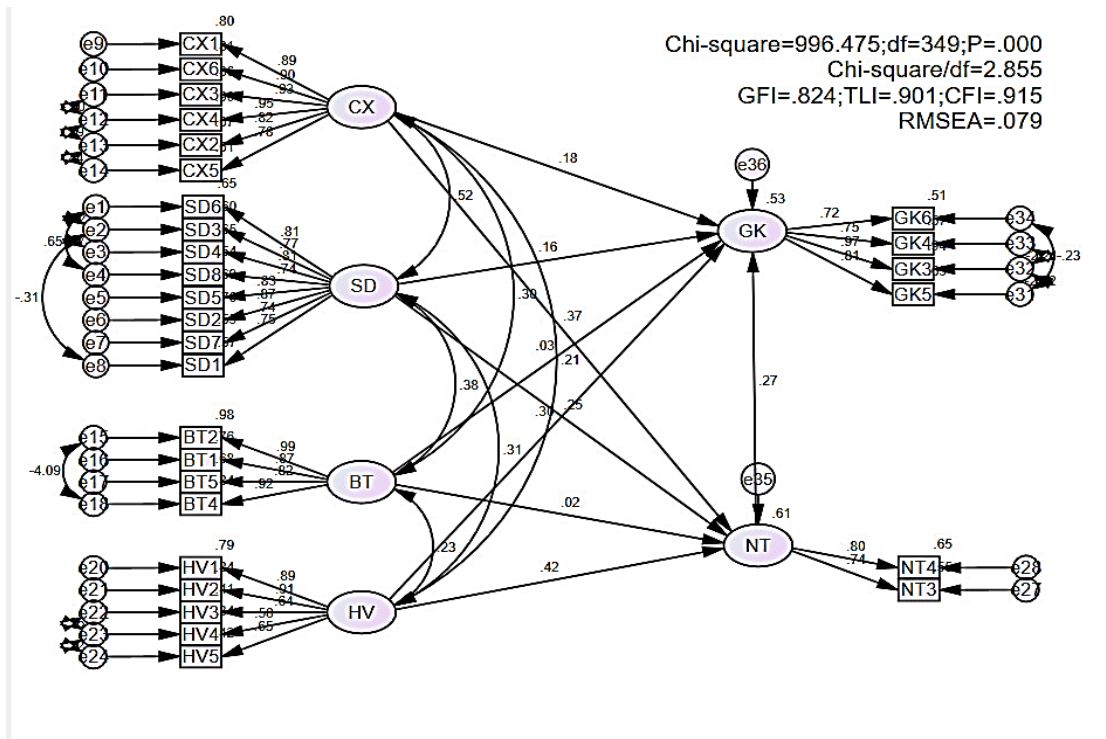 Chi-square=996.475;df=349;P=.000
Chi-square/df=2.855
GFI=.824;TLI=.901;CFI=.915
RMSEA=.079
.80
e9 CX1
e10 CX6
e11 CX3
e12 CX4
e13 CX2
e14 CX5
.89
.90
.93
.95
.82
.78
CX
.65
e1 SD6
e2 SD3
e3 SD4
e4 SD8
e5 SD5
e6 SD2
e7 SD7
e8 SD1
.65
-.31
.81
.77
.81
.74
.83
.87
.74
.75
SD
.98
e15 BT2
e16 BT1
e17 BT5
e18 BT4
-4.09
.99
.87
.82
.92
BT
.79
e20 HV1
e21 HV2
e22 HV3
e23 HV4
e24 HV5
.89
.91
.64
.65
HV
.52
.30
.37
.38
.31
.23
.18
.16
.03
.21
.25
.02
.42
.27
e36
.53
GK
.72
.75
.97
.81
.51
GK6 e34
GK4 e33
GK3 e32
GK5 e31
-.23
e35
.61
NT
.80
.74
.65
NT4 e28
NT3 e27